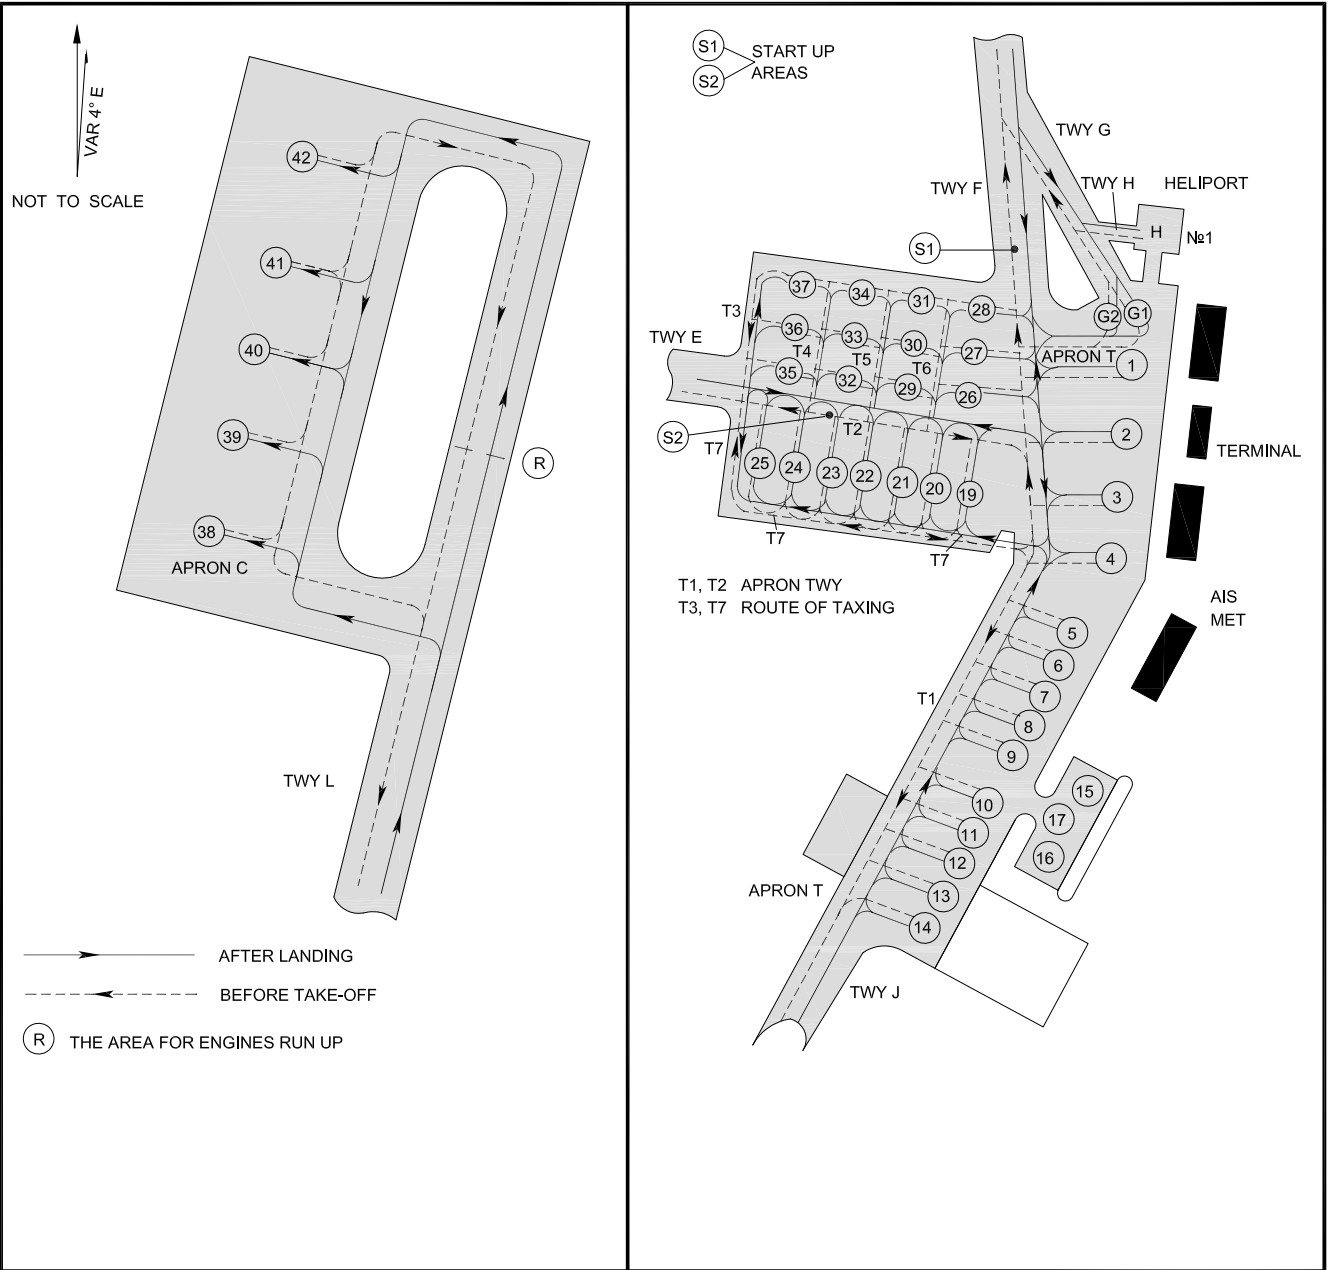 VAR 4° E
NOT TO SCALE
42
41
40
39
38
R
APRON C
TWY L
AFTER LANDING
BEFORE TAKE-OFF
R THE AREA FOR ENGINES RUN UP
S1 START UP
S2 AREAS
TWY G
TWY F
TWY H HELIPORT
H №1
S1
37 34 31 28
G2 G1
T3
36 33 30 27
TWY E
T4 T5 T6
APRON T
1
35 32 29 26
T2
2
S2
T7
TERMINAL
25 24 23 22 21 20 19
3
T7
T7
4
T1, T2 APRON TWY
T3, T7 ROUTE OF TAXING
AIS
MET
5
6
7
T1
8
9
10
15
17
11
16
12
APRON T
13
14
TWY J